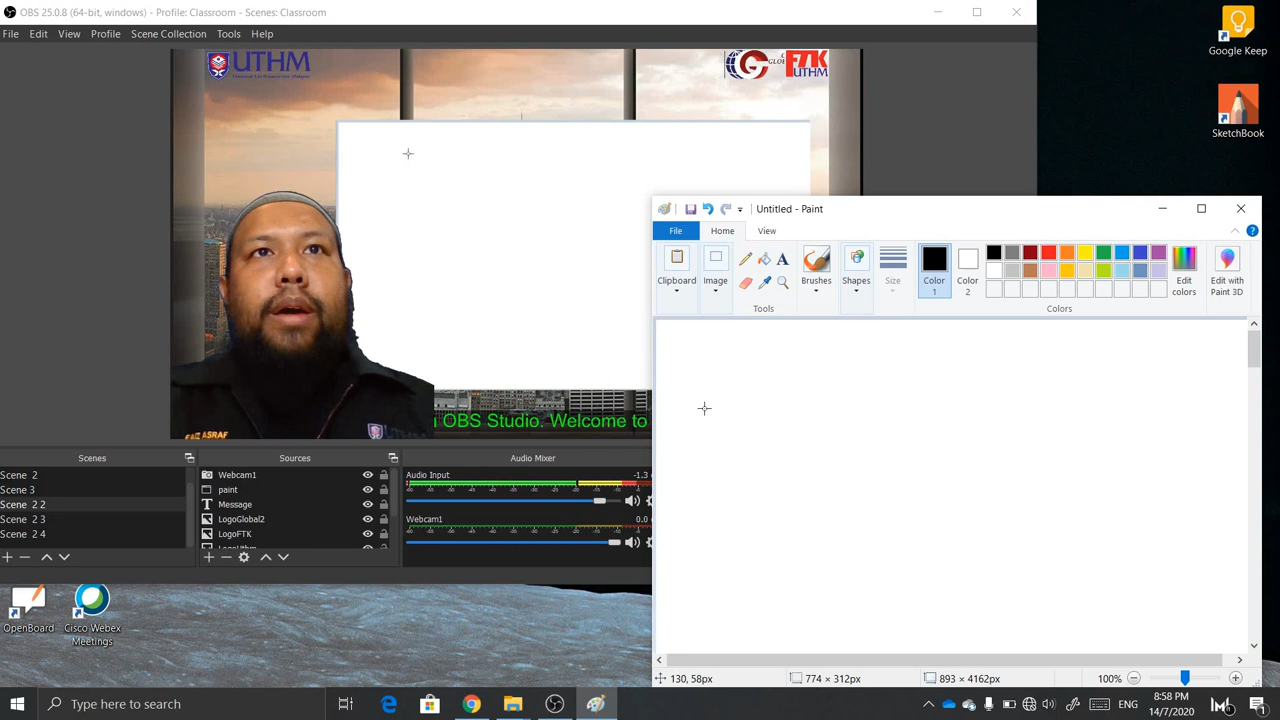 OBS 25.0.8 (64-bit, windows) - Profile: Classroom - Scenes: Classroom
File Edit View Profile Scene Collection Tools Help
UTHM
G
UTHM
FAIZ ASRAF
OBS Studio. Welcome to
Scenes
Scene 2
Scene 3
Scene 2 2
Scene 2 3
Scene 2 4
Sources
Webcam1
paint
Message
LogoGlobal2
LogoFTK
LogoUthm
Audio Mixer
Audio Input -1.3
Webcam1 0.0
Untitled - Paint
File Home View
Clipboard
Image
Tools
Brushes
Shapes
Size
Color 1
Color 2
Edit colors
Edit with Paint 3D
Colors
130, 58px
774 × 312px
893 × 4162px
100%
Google Keep
SketchBook
OpenBoard
Cisco Webex Meetings
Type here to search
ENG
8:58 PM
14/7/2020